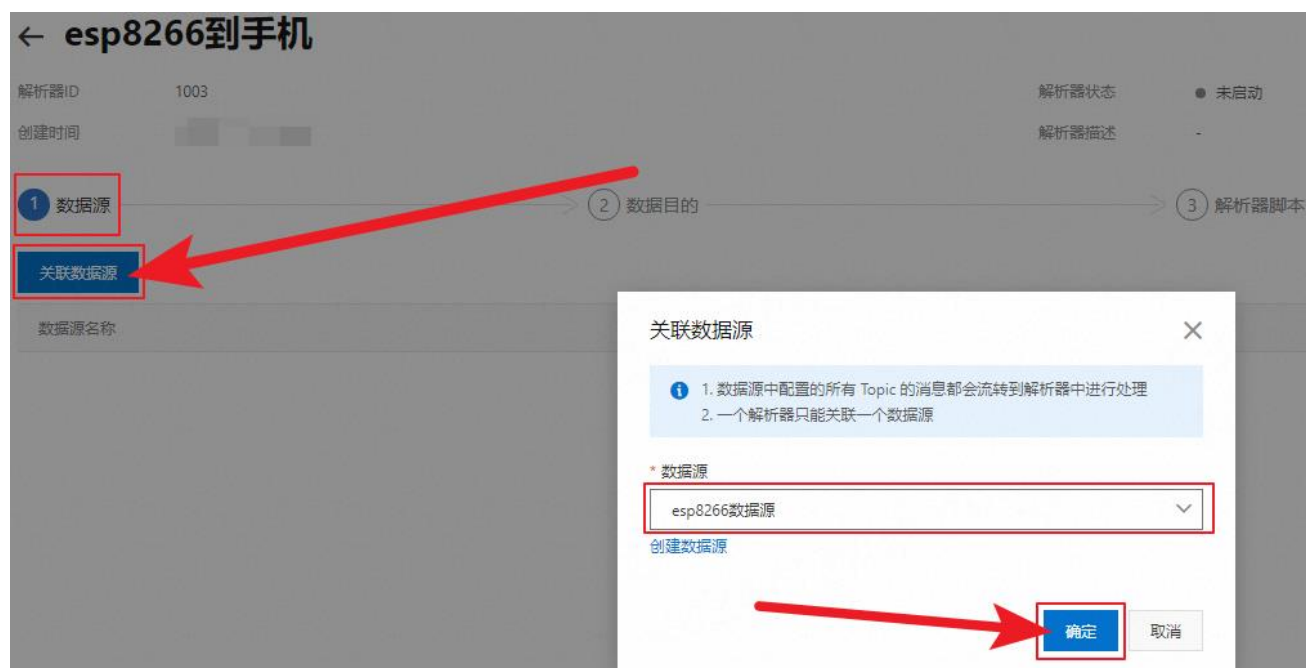 ← esp8266到手机
解析器ID 1003 解析器状态 未启动
创建时间 解析器描述 -
1 数据源 2 数据目的 3 解析器脚本
关联数据源
数据源名称
关联数据源
1. 数据源中配置的所有 Topic 的消息都会流转到解析器中进行处理
2. 一个解析器只能关联一个数据源
* 数据源
esp8266数据源
创建数据源
确定 取消